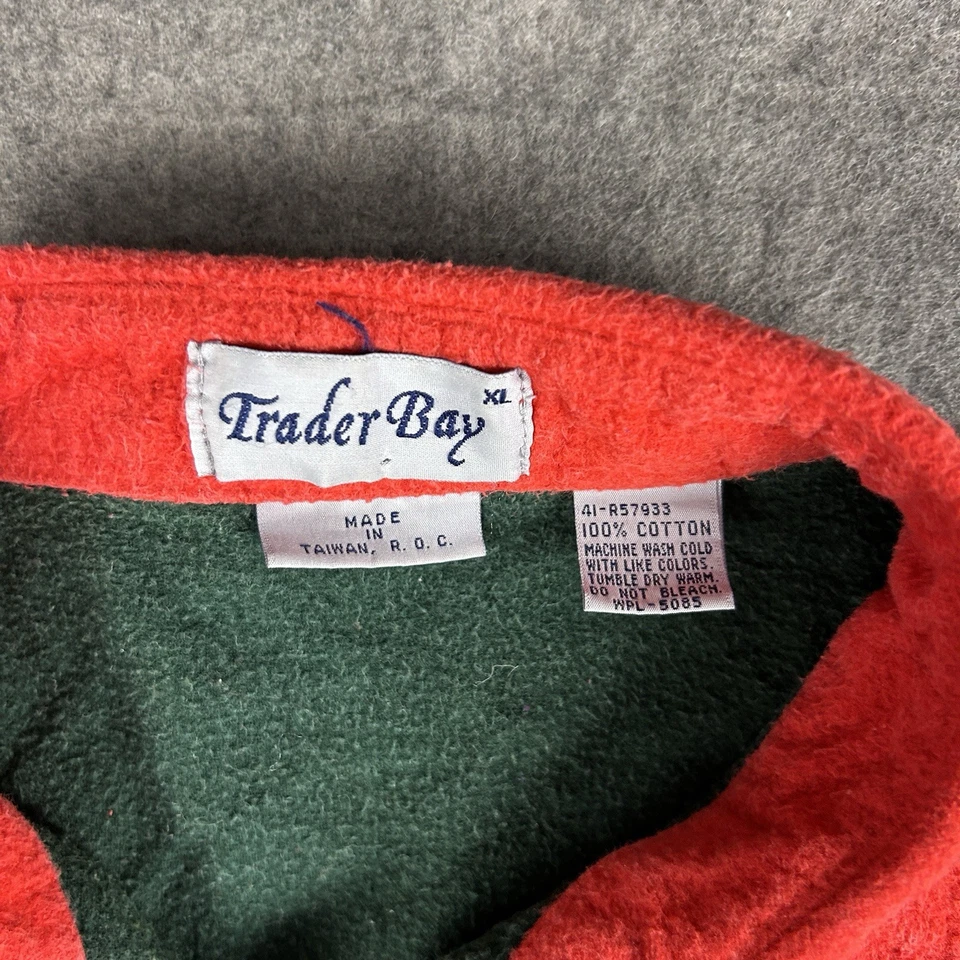 Trader Bay XL
MADE
IN
TAIWAN, R.O.C.
41-R57933
100% COTTON
MACHINE WASH COLD
WITH LIKE COLORS.
TUMBLE DRY WARM.
DO NOT BLEACH.
WPL-5085